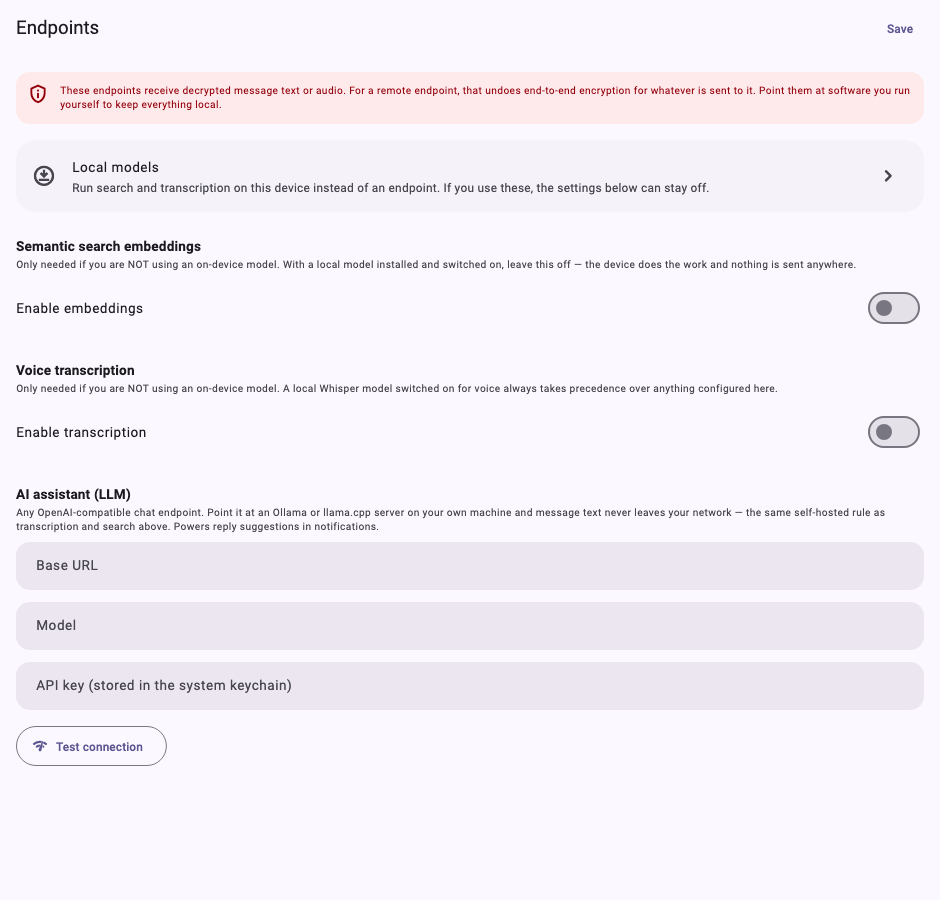 Endpoints
Save
These endpoints receive decrypted message text or audio. For a remote endpoint, that undoes end-to-end encryption for whatever is sent to it. Point them at software you run
yourself to keep everything local.
Local models
Run search and transcription on this device instead of an endpoint. If you use these, the settings below can stay off.
Semantic search embeddings
Only needed if you are NOT using an on-device model. With a local model installed and switched on, leave this off — the device does the work and nothing is sent anywhere.
Enable embeddings
Voice transcription
Only needed if you are NOT using an on-device model. A local Whisper model switched on for voice always takes precedence over anything configured here.
Enable transcription
AI assistant (LLM)
Any OpenAI-compatible chat endpoint. Point it at an Ollama or llama.cpp server on your own machine and message text never leaves your network — the same self-hosted rule as
transcription and search above. Powers reply suggestions in notifications.
Base URL
Model
API key (stored in the system keychain)
Test connection